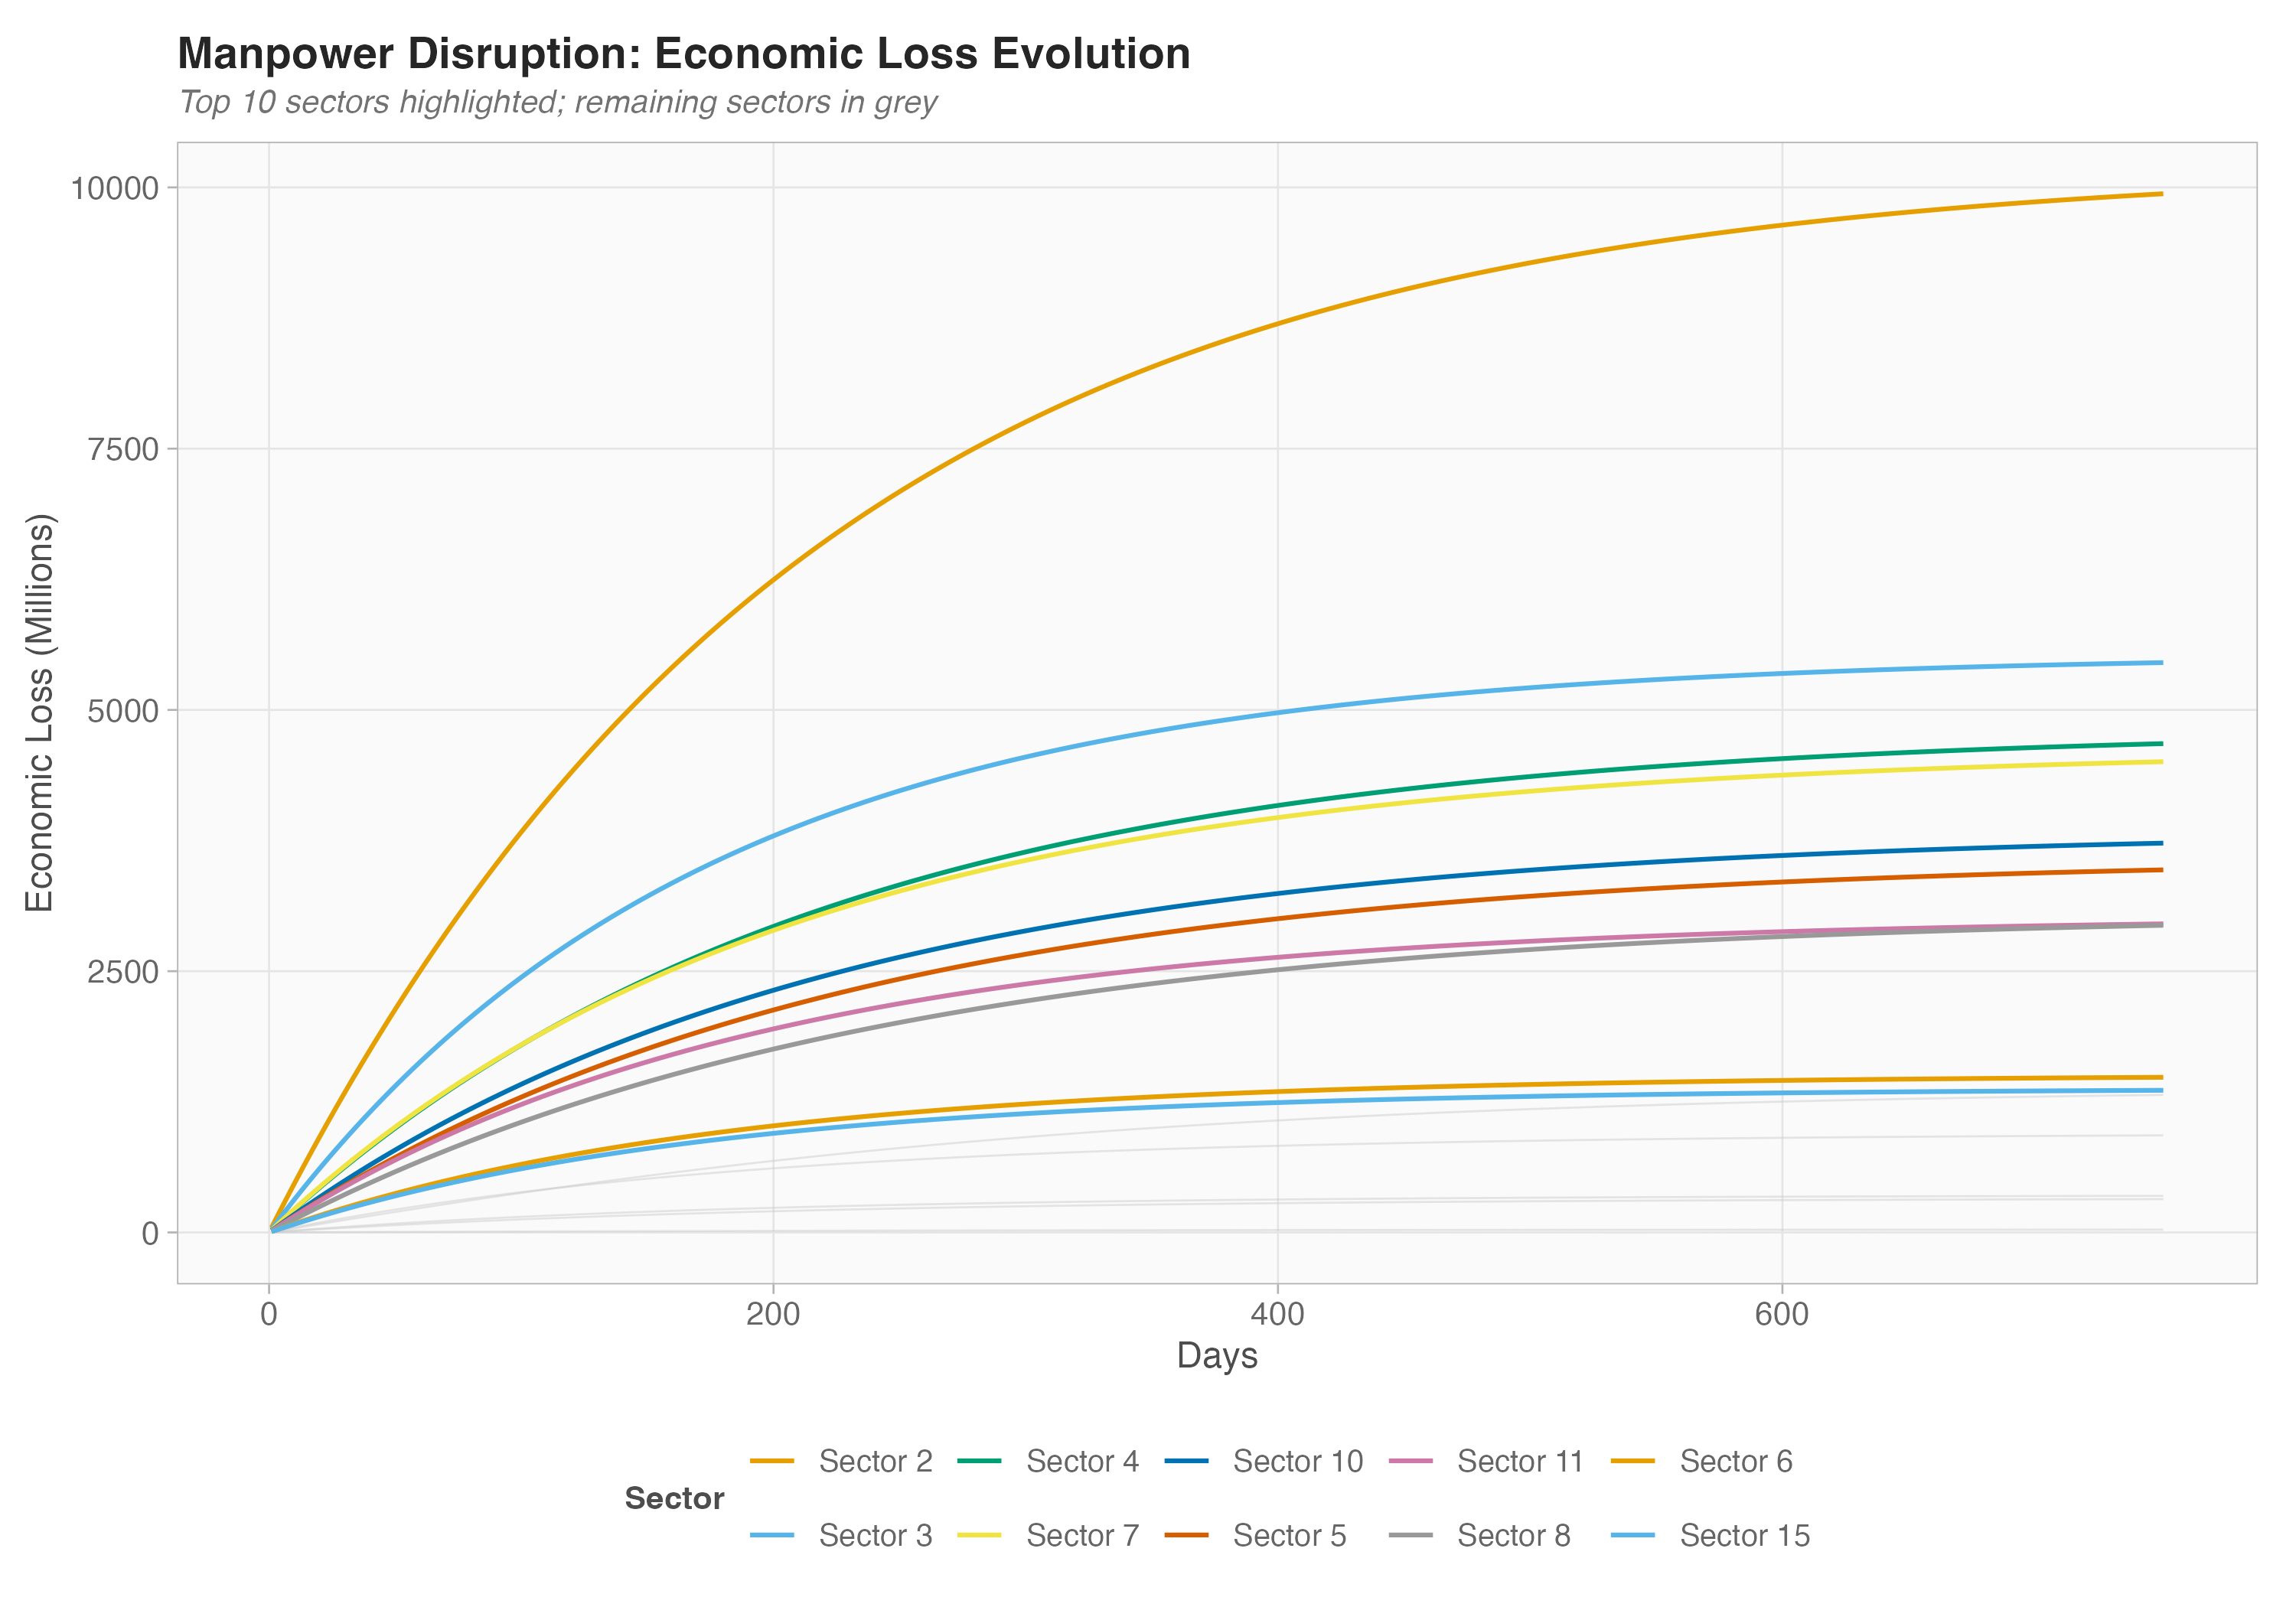 Manpower Disruption: Economic Loss Evolution
Top 10 sectors highlighted; remaining sectors in grey
Economic Loss (Millions)
10000
7500
5000
2500
0
0 200 400 600
Days
Sector
Sector 2 Sector 4 Sector 10 Sector 11 Sector 6
Sector 3 Sector 7 Sector 5 Sector 8 Sector 15